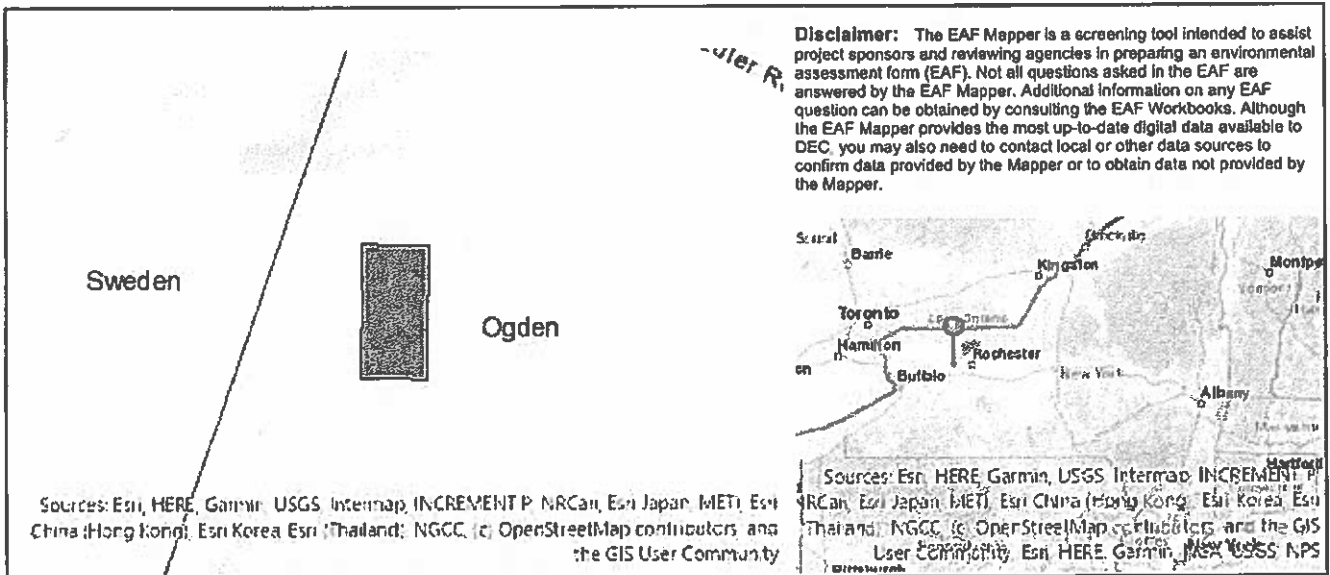 Disclaimer: The EAF Mapper is a screening tool intended to assist
project sponsors and reviewing agencies in preparing an environmental
assessment form (EAF). Not all questions asked in the EAF are
answered by the EAF Mapper. Additional information on any EAF
question can be obtained by consulting the EAF Workbooks. Although
the EAF Mapper provides the most up-to-date digital data available to
DEC, you may also need to contact local or other data sources to
confirm data provided by the Mapper or to obtain data not provided by
the Mapper.
Sweden
Ogden
Sources: Esri, HERE, Garmin, USGS, Intermap, INCREMENT P, NRCan, Esri Japan, METI, Esri
China (Hong Kong), Esri Korea, Esri (Thailand), NGCC, (c) OpenStreetMap contributors, and
the GIS User Community
Barrie
Kingston
Toronto
Hamilton
Rochester
Buffalo
New York
Albany
Hartford
Sources: Esri, HERE, Garmin, USGS, Intermap, INCREMENT P,
NRCan, Esri Japan, METI, Esri China (Hong Kong), Esri Korea, Esri
(Thailand), NGCC, (c) OpenStreetMap contributors, and the GIS
User Community, Esri, HERE, Garmin, USGS, NPS